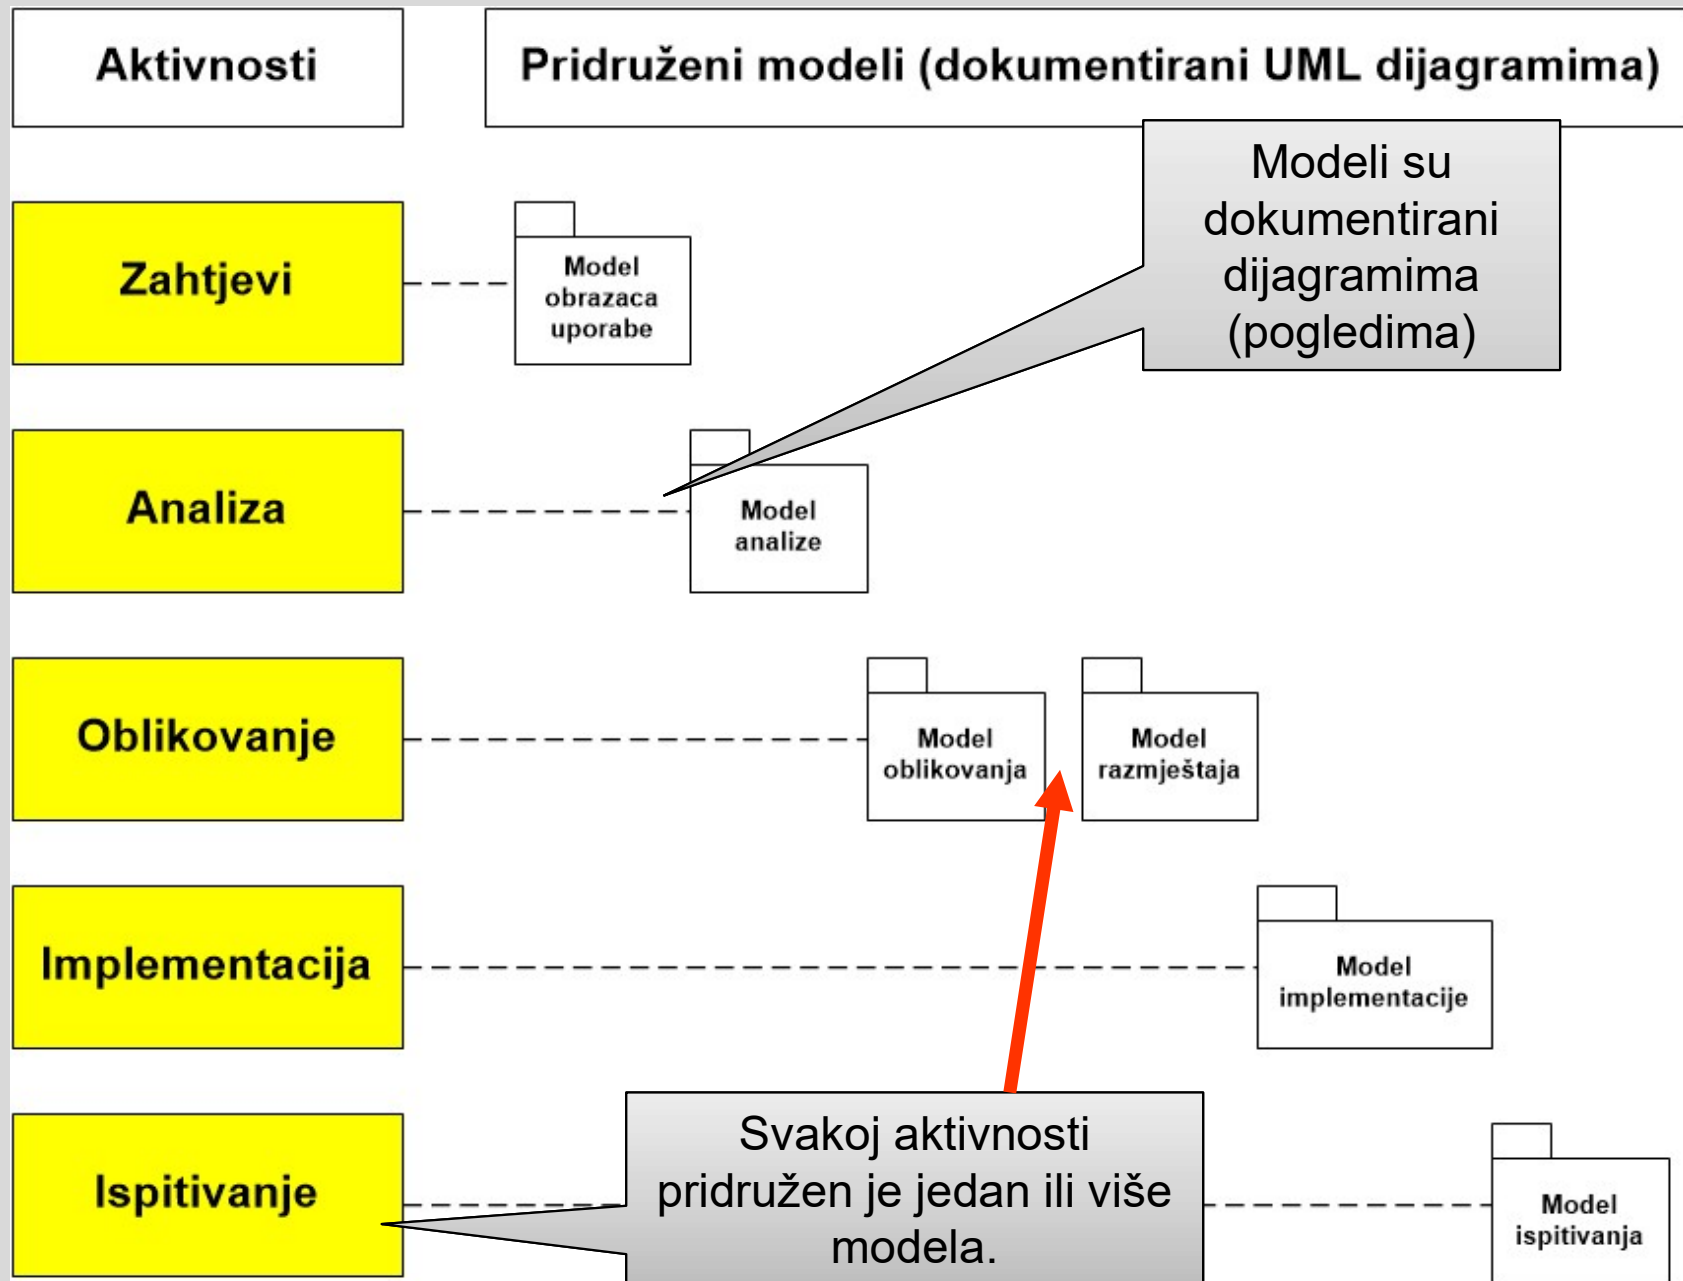 Aktivnosti
Pridruženi modeli (dokumentirani UML dijagramima)
Modeli su
dokumentirani
dijagramima
(pogledima)
Zahtjevi
Model
obrazaca
uporabe
Analiza
Model
analize
Oblikovanje
Model
oblikovanja
Model
razmještaja
Implementacija
Model
implementacije
Ispitivanje
Svakoj aktivnosti
pridružen je jedan ili više
modela.
Model
ispitivanja